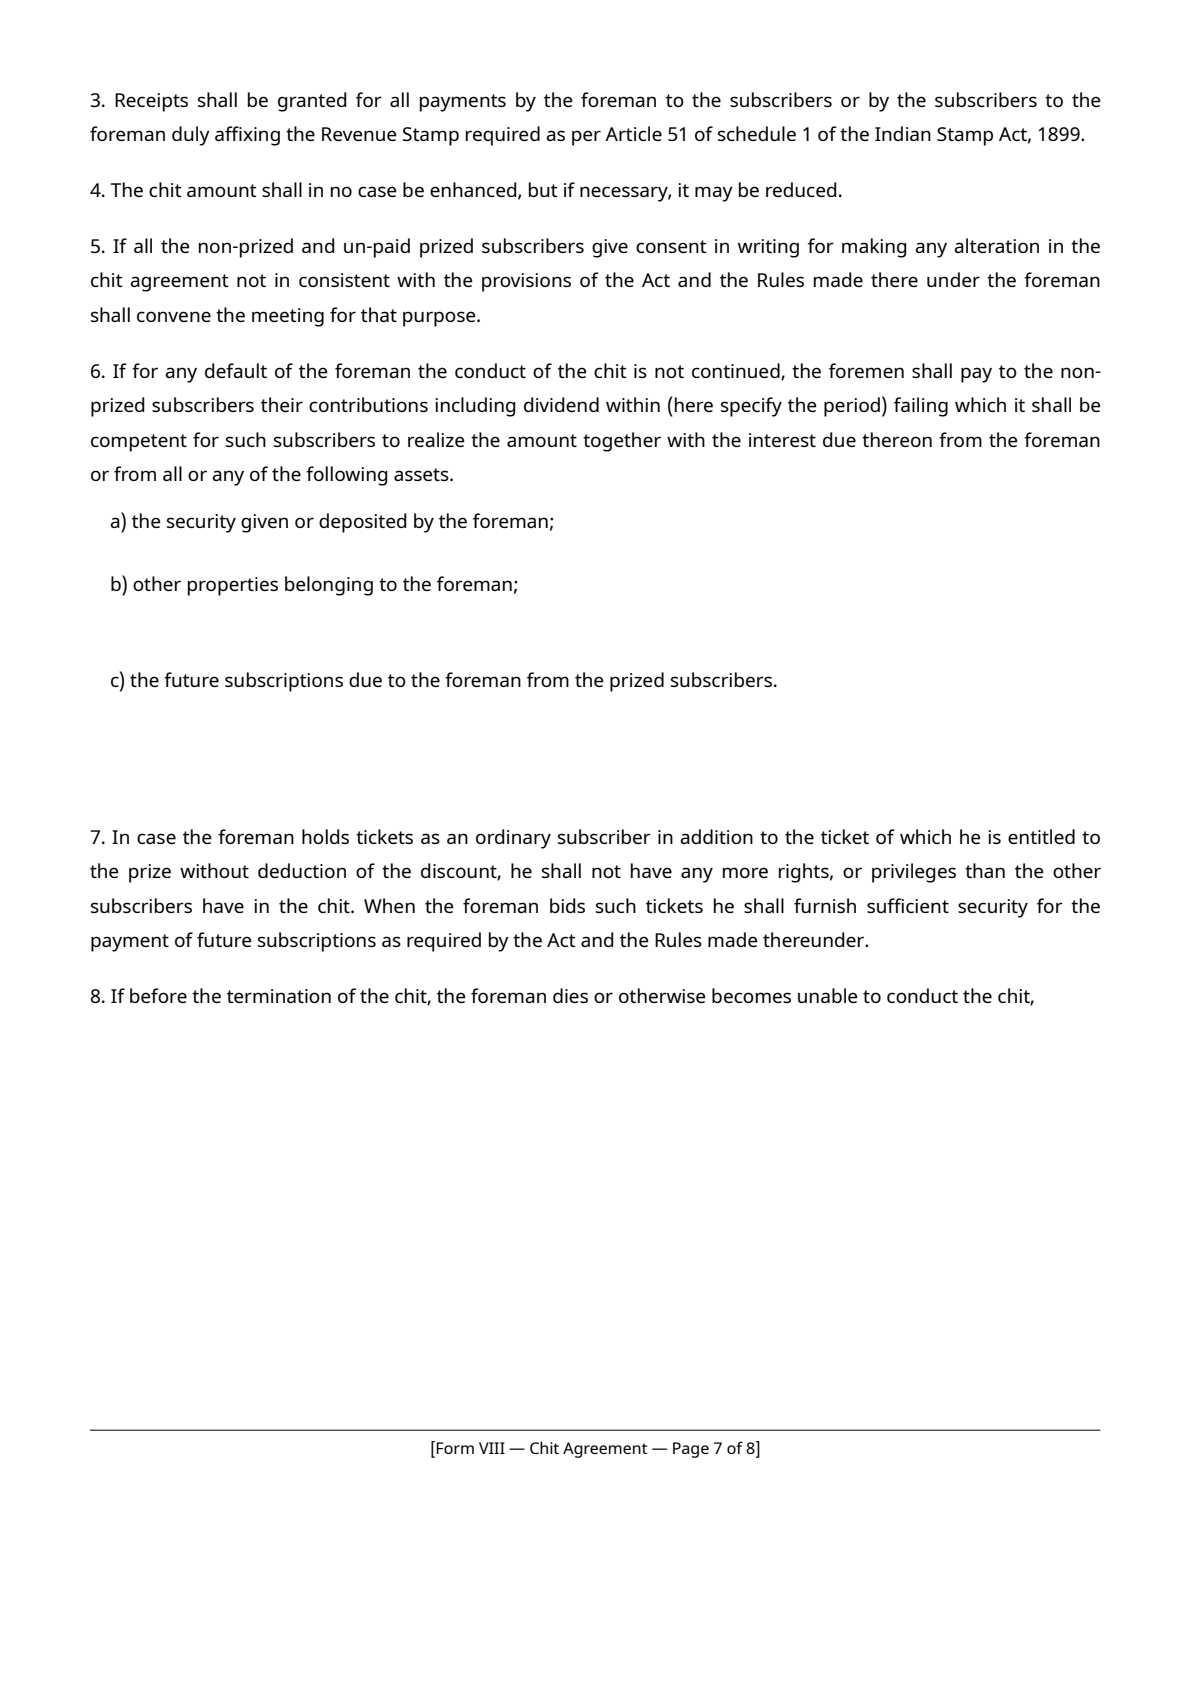 3. Receipts shall be granted for all payments by the foreman to the subscribers or by the subscribers to the
foreman duly affixing the Revenue Stamp required as per Article 51 of schedule 1 of the Indian Stamp Act, 1899.
4. The chit amount shall in no case be enhanced, but if necessary, it may be reduced.
5. If all the non-prized and un-paid prized subscribers give consent in writing for making any alteration in the
chit agreement not in consistent with the provisions of the Act and the Rules made there under the foreman
shall convene the meeting for that purpose.
6. If for any default of the foreman the conduct of the chit is not continued, the foremen shall pay to the non-
prized subscribers their contributions including dividend within (here specify the period) failing which it shall be
competent for such subscribers to realize the amount together with the interest due thereon from the foreman
or from all or any of the following assets.
a) the security given or deposited by the foreman;
b) other properties belonging to the foreman;
c) the future subscriptions due to the foreman from the prized subscribers.
7. In case the foreman holds tickets as an ordinary subscriber in addition to the ticket of which he is entitled to
the prize without deduction of the discount, he shall not have any more rights, or privileges than the other
subscribers have in the chit. When the foreman bids such tickets he shall furnish sufficient security for the
payment of future subscriptions as required by the Act and the Rules made thereunder.
8. If before the termination of the chit, the foreman dies or otherwise becomes unable to conduct the chit,
[Form VIII — Chit Agreement — Page 7 of 8]